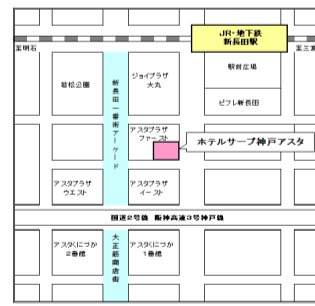 JR・地下鉄
新長田駅
至明石
至三宮
若松公園
新長田一番街アーケード
ジョイプラザ
大丸
駅前広場
ピフレ新長田
アスタプラザ
ファースト
ホテルサーブ神戸アスタ
アスタプラザ
ウエスト
アスタプラザ
イースト
国道2号線 阪神高速3号神戸線
アスタくにづか
2番館
大正筋商店街
アスタくにづか
1番館